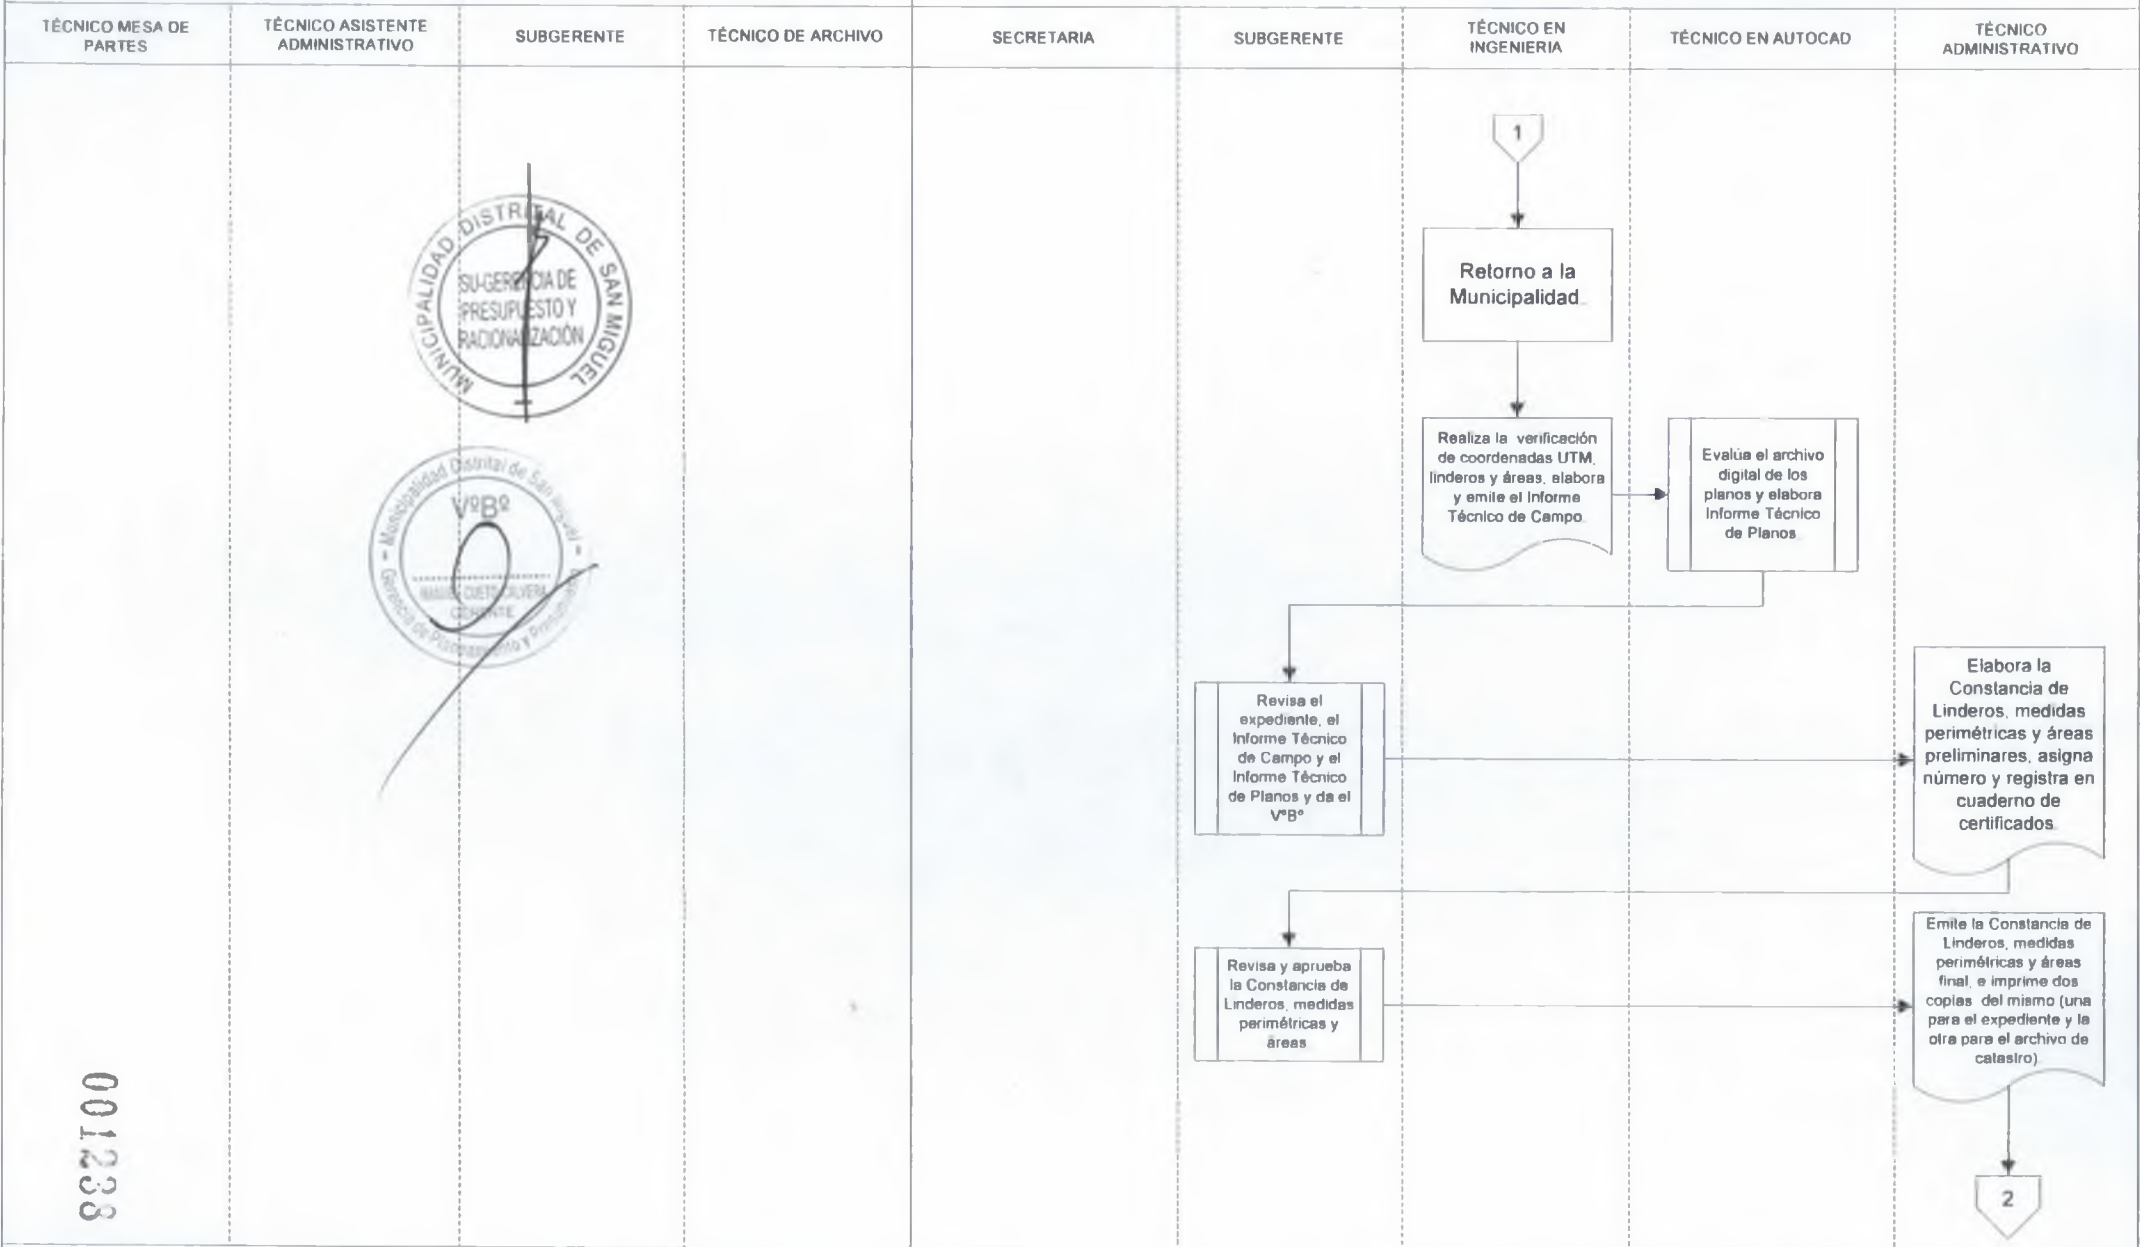 TÉCNICO MESA DE
PARTES
TÉCNICO ASISTENTE
ADMINISTRATIVO
SUBGERENTE
TÉCNICO DE ARCHIVO
SECRETARIA
SUBGERENTE
TÉCNICO EN
INGENIERIA
TÉCNICO EN AUTOCAD
TÉCNICO
ADMINISTRATIVO
1
Retorno a la
Municipalidad
MUNICIPALIDAD DISTRITAL DE SAN MIGUEL
SU-GERENCIA DE
PRESUPUESTO Y
RACIONALIZACIÓN
Realiza la verificación
de coordenadas UTM,
linderos y áreas, elabora
y emite el Informe
Técnico de Campo
Evalúa el archivo
digital de los
planos y elabora
Informe Técnico
de Planos
Municipalidad Distrital de San Miguel
VºBº
CUETO
GERENTE
Gerencia de Planeamiento y Presupuesto
Revisa el
expediente, el
Informe Técnico
de Campo y el
Informe Técnico
de Planos y da el
VºBº
Elabora la
Constancia de
Linderos, medidas
perimétricas y áreas
preliminares, asigna
número y registra en
cuaderno de
certificados
Revisa y aprueba
la Constancia de
Linderos, medidas
perimétricas y
áreas
Emite la Constancia de
Linderos, medidas
perimétricas y áreas
final, e imprime dos
copias del mismo (una
para el expediente y la
otra para el archivo de
catastro)
2
001238